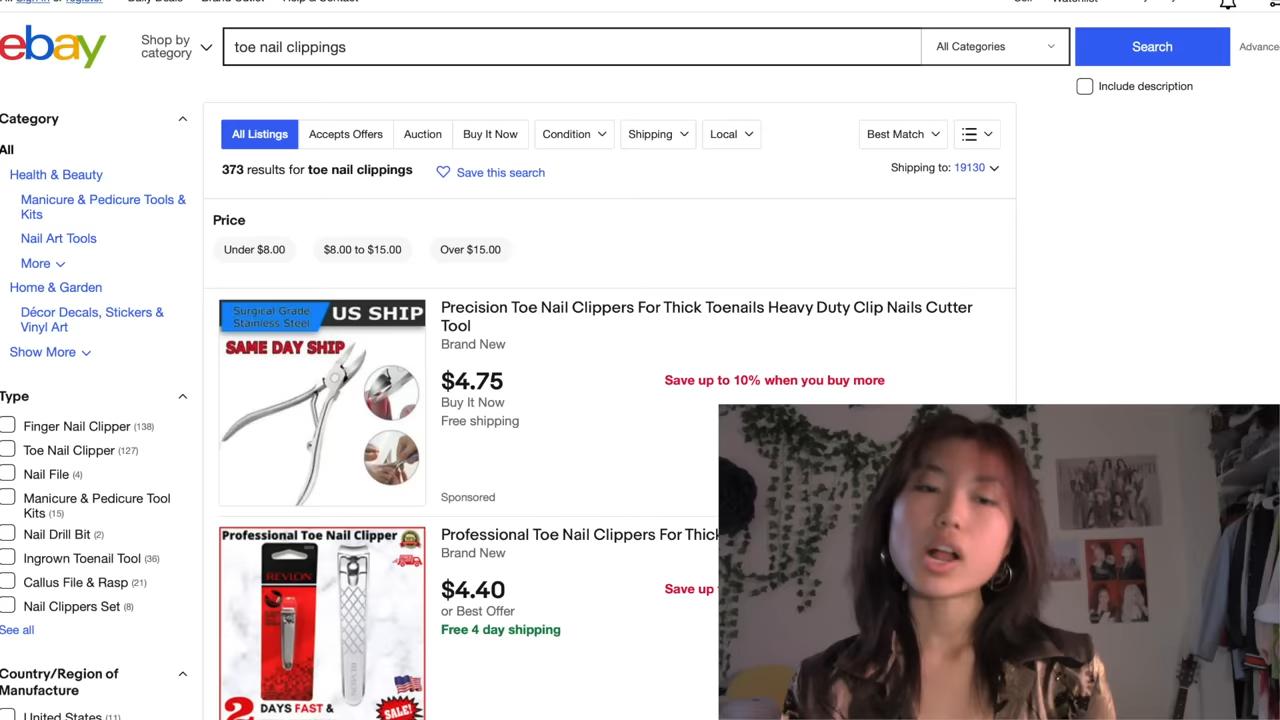 Help & Contact
ebay
Shop by
category
toe nail clippings
All Categories
Search
Advance
Include description
Category
All
Health & Beauty
Manicure & Pedicure Tools &
Kits
Nail Art Tools
More
Home & Garden
Décor Decals, Stickers &
Vinyl Art
Show More
Type
Finger Nail Clipper (138)
Toe Nail Clipper (127)
Nail File (4)
Manicure & Pedicure Tool
Kits (15)
Nail Drill Bit (2)
Ingrown Toenail Tool (36)
Callus File & Rasp (21)
Nail Clippers Set (8)
See all
Country/Region of
Manufacture
United States (11)
All Listings
Accepts Offers
Auction
Buy It Now
Condition
Shipping
Local
Best Match
373 results for toe nail clippings
Save this search
Shipping to: 19130
Price
Under $8.00
$8.00 to $15.00
Over $15.00
Surgical Grade
Stainless Steel
US SHIP
SAME DAY SHIP
Precision Toe Nail Clippers For Thick Toenails Heavy Duty Clip Nails Cutter
Tool
Brand New
$4.75
Save up to 10% when you buy more
Buy It Now
Free shipping
Sponsored
Professional Toe Nail Clipper
REVLON
2 DAYS FAST &
SALE!
Professional Toe Nail Clippers For Thick
Brand New
$4.40
Save up
or Best Offer
Free 4 day shipping